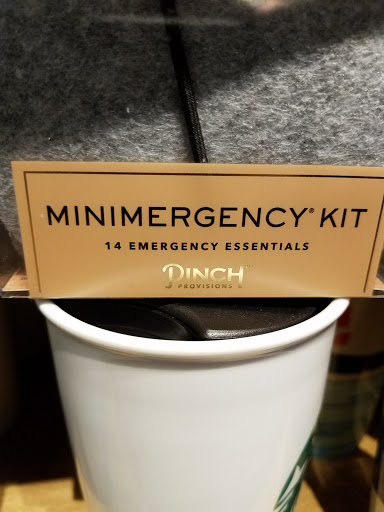 MINIMERGENCY® KIT
14 EMERGENCY ESSENTIALS
PINCH
PROVISIONS